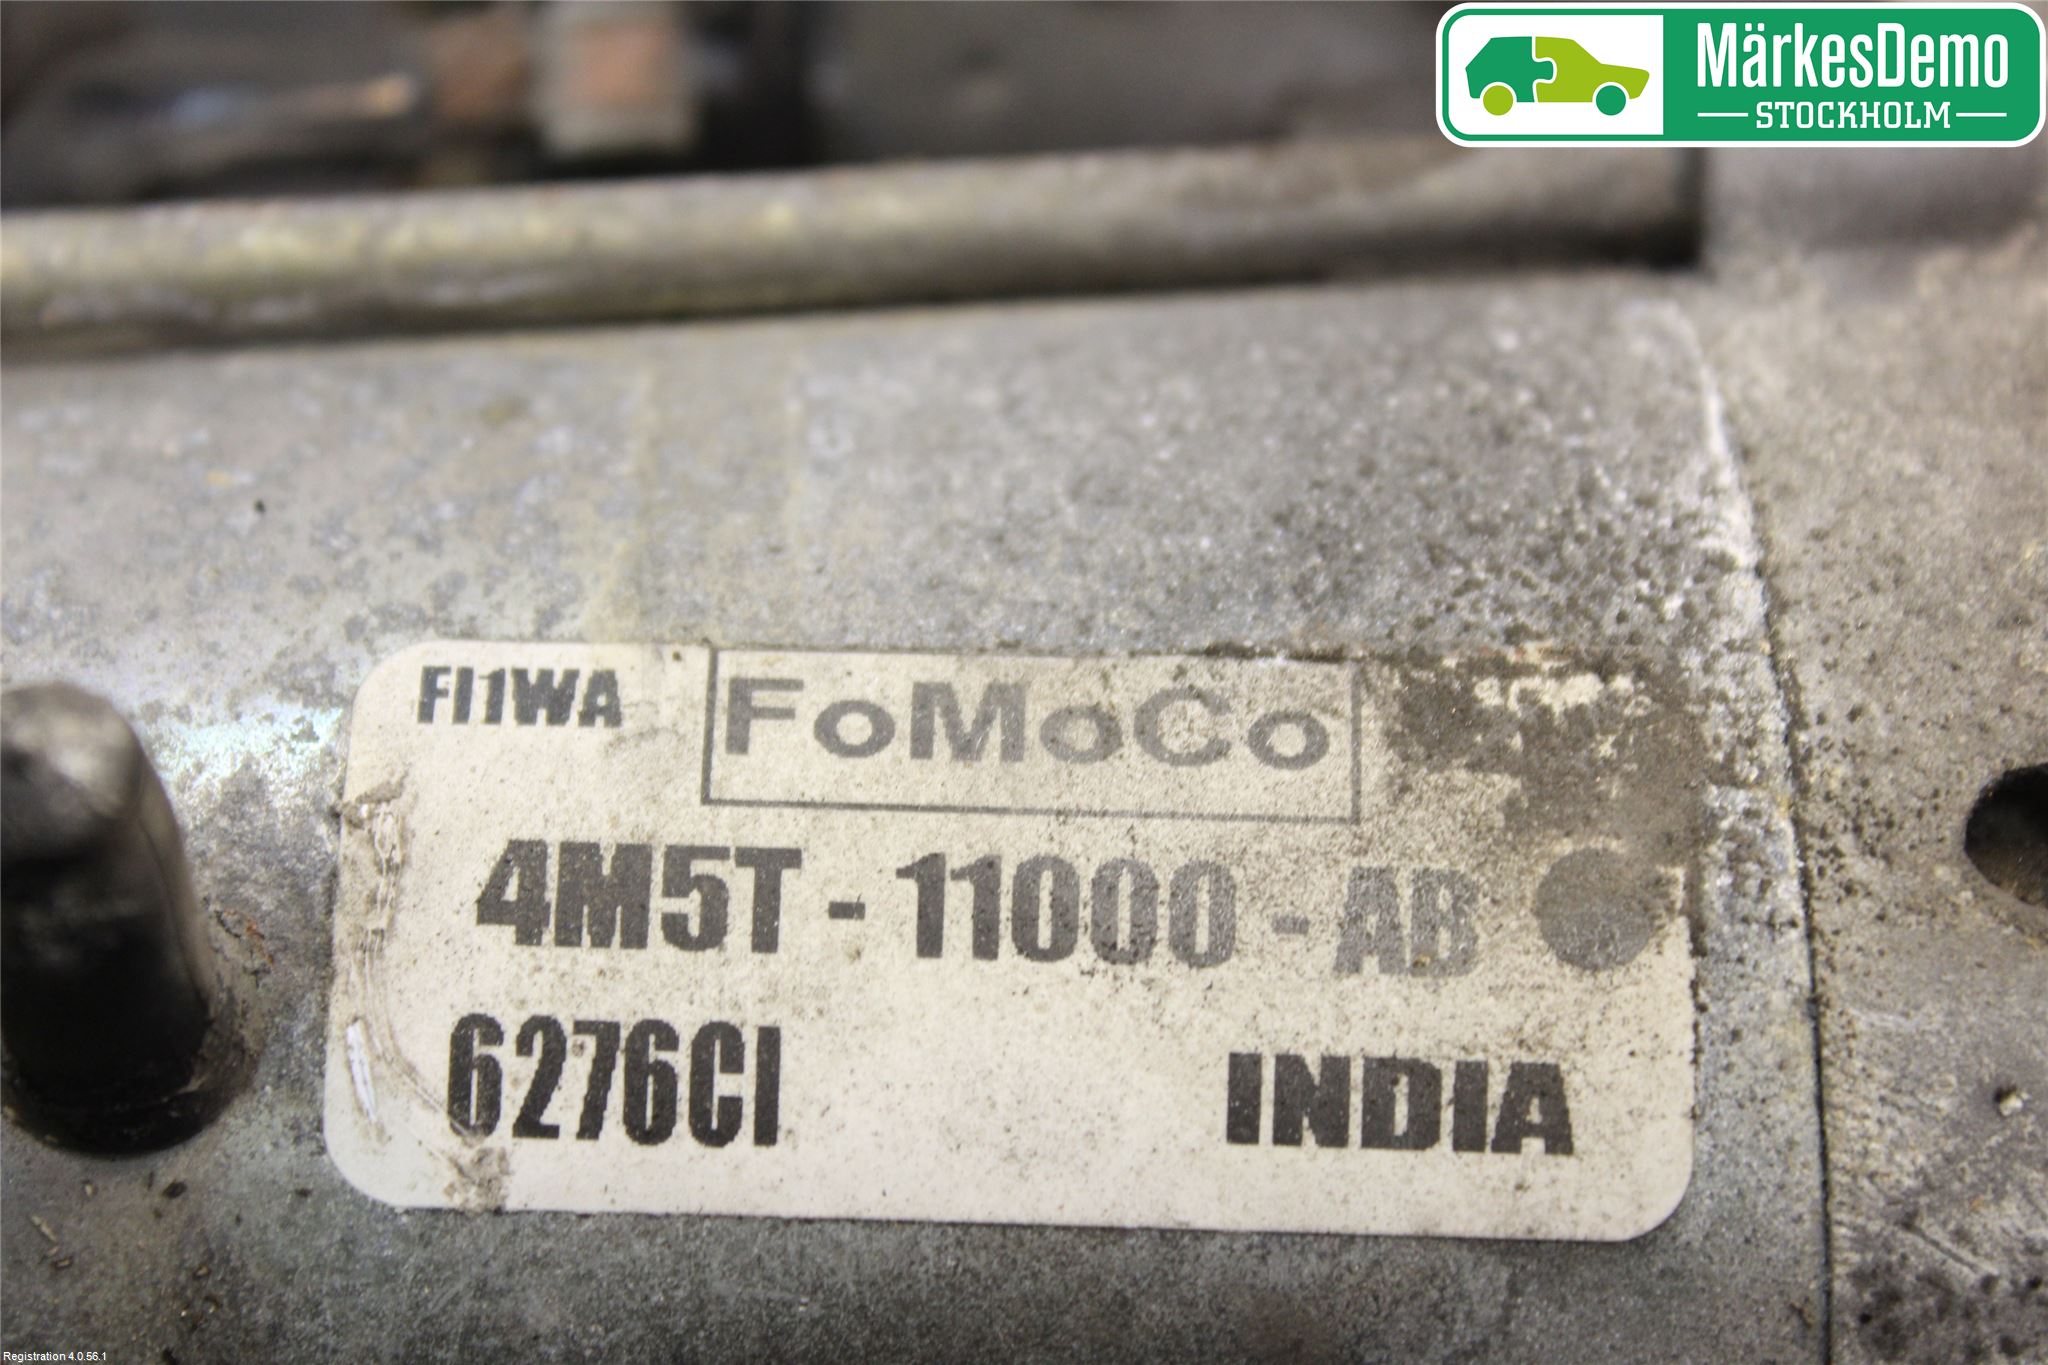 MärkesDemo
STOCKHOLM
FI1WA FoMoCo
4M5T - 11000 - AB
6276CI INDIA
Registration 4.0.56.1